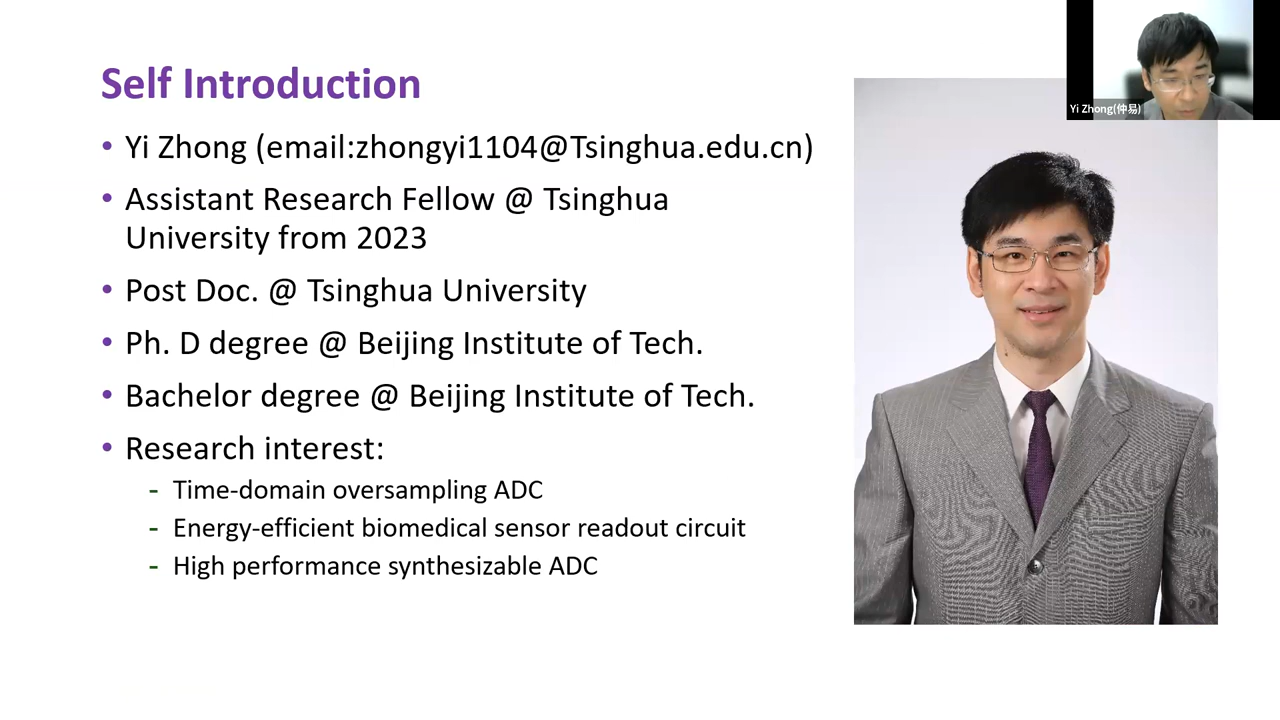 Self Introduction
• Yi Zhong (email:zhongyi1104@Tsinghua.edu.cn)
• Assistant Research Fellow @ Tsinghua
University from 2023
• Post Doc. @ Tsinghua University
• Ph. D degree @ Beijing Institute of Tech.
• Bachelor degree @ Beijing Institute of Tech.
• Research interest:
- Time-domain oversampling ADC
- Energy-efficient biomedical sensor readout circuit
- High performance synthesizable ADC
Yi Zhong(仲易)